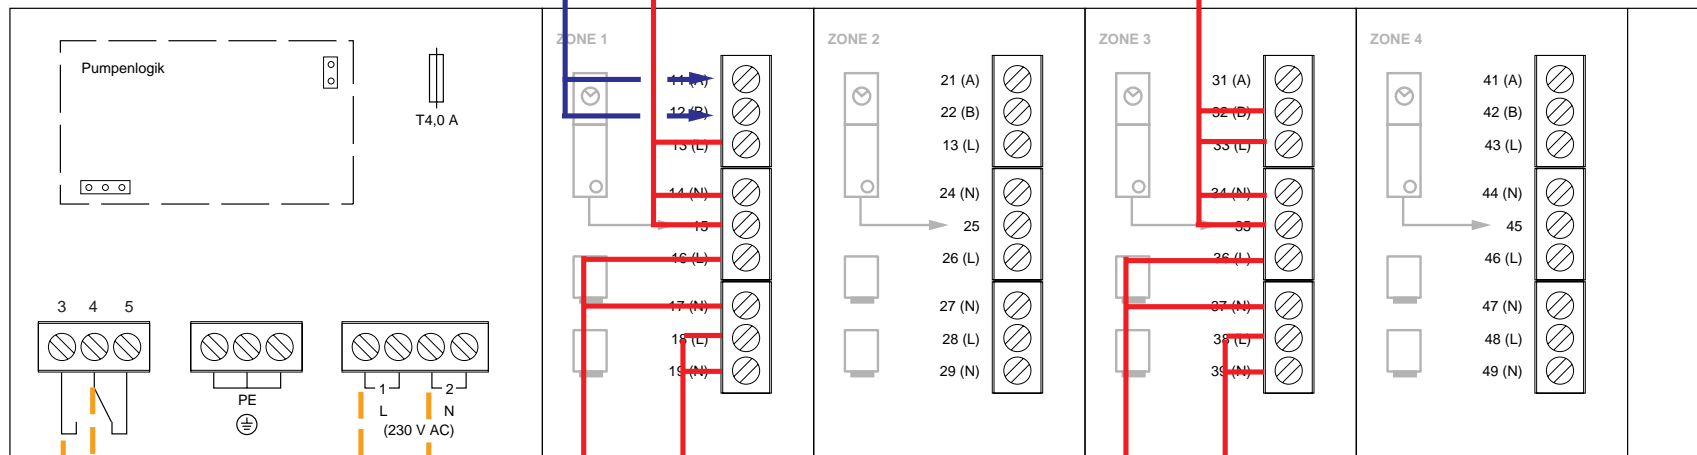 Pumpenlogik
T4,0 A
3 4 5
PE
1 2
L N
(230 V AC)
ZONE 1
11 (A)
12 (B)
13 (L)
14 (N)
15
16 (L)
17 (N)
18 (L)
19 (N)
ZONE 2
21 (A)
22 (B)
13 (L)
24 (N)
25
26 (L)
27 (N)
28 (L)
29 (N)
ZONE 3
31 (A)
33 (L)
34 (N)
35
36 (L)
37 (N)
38 (L)
39 (N)
ZONE 4
41 (A)
42 (B)
43 (L)
44 (N)
45
46 (L)
47 (N)
48 (L)
49 (N)